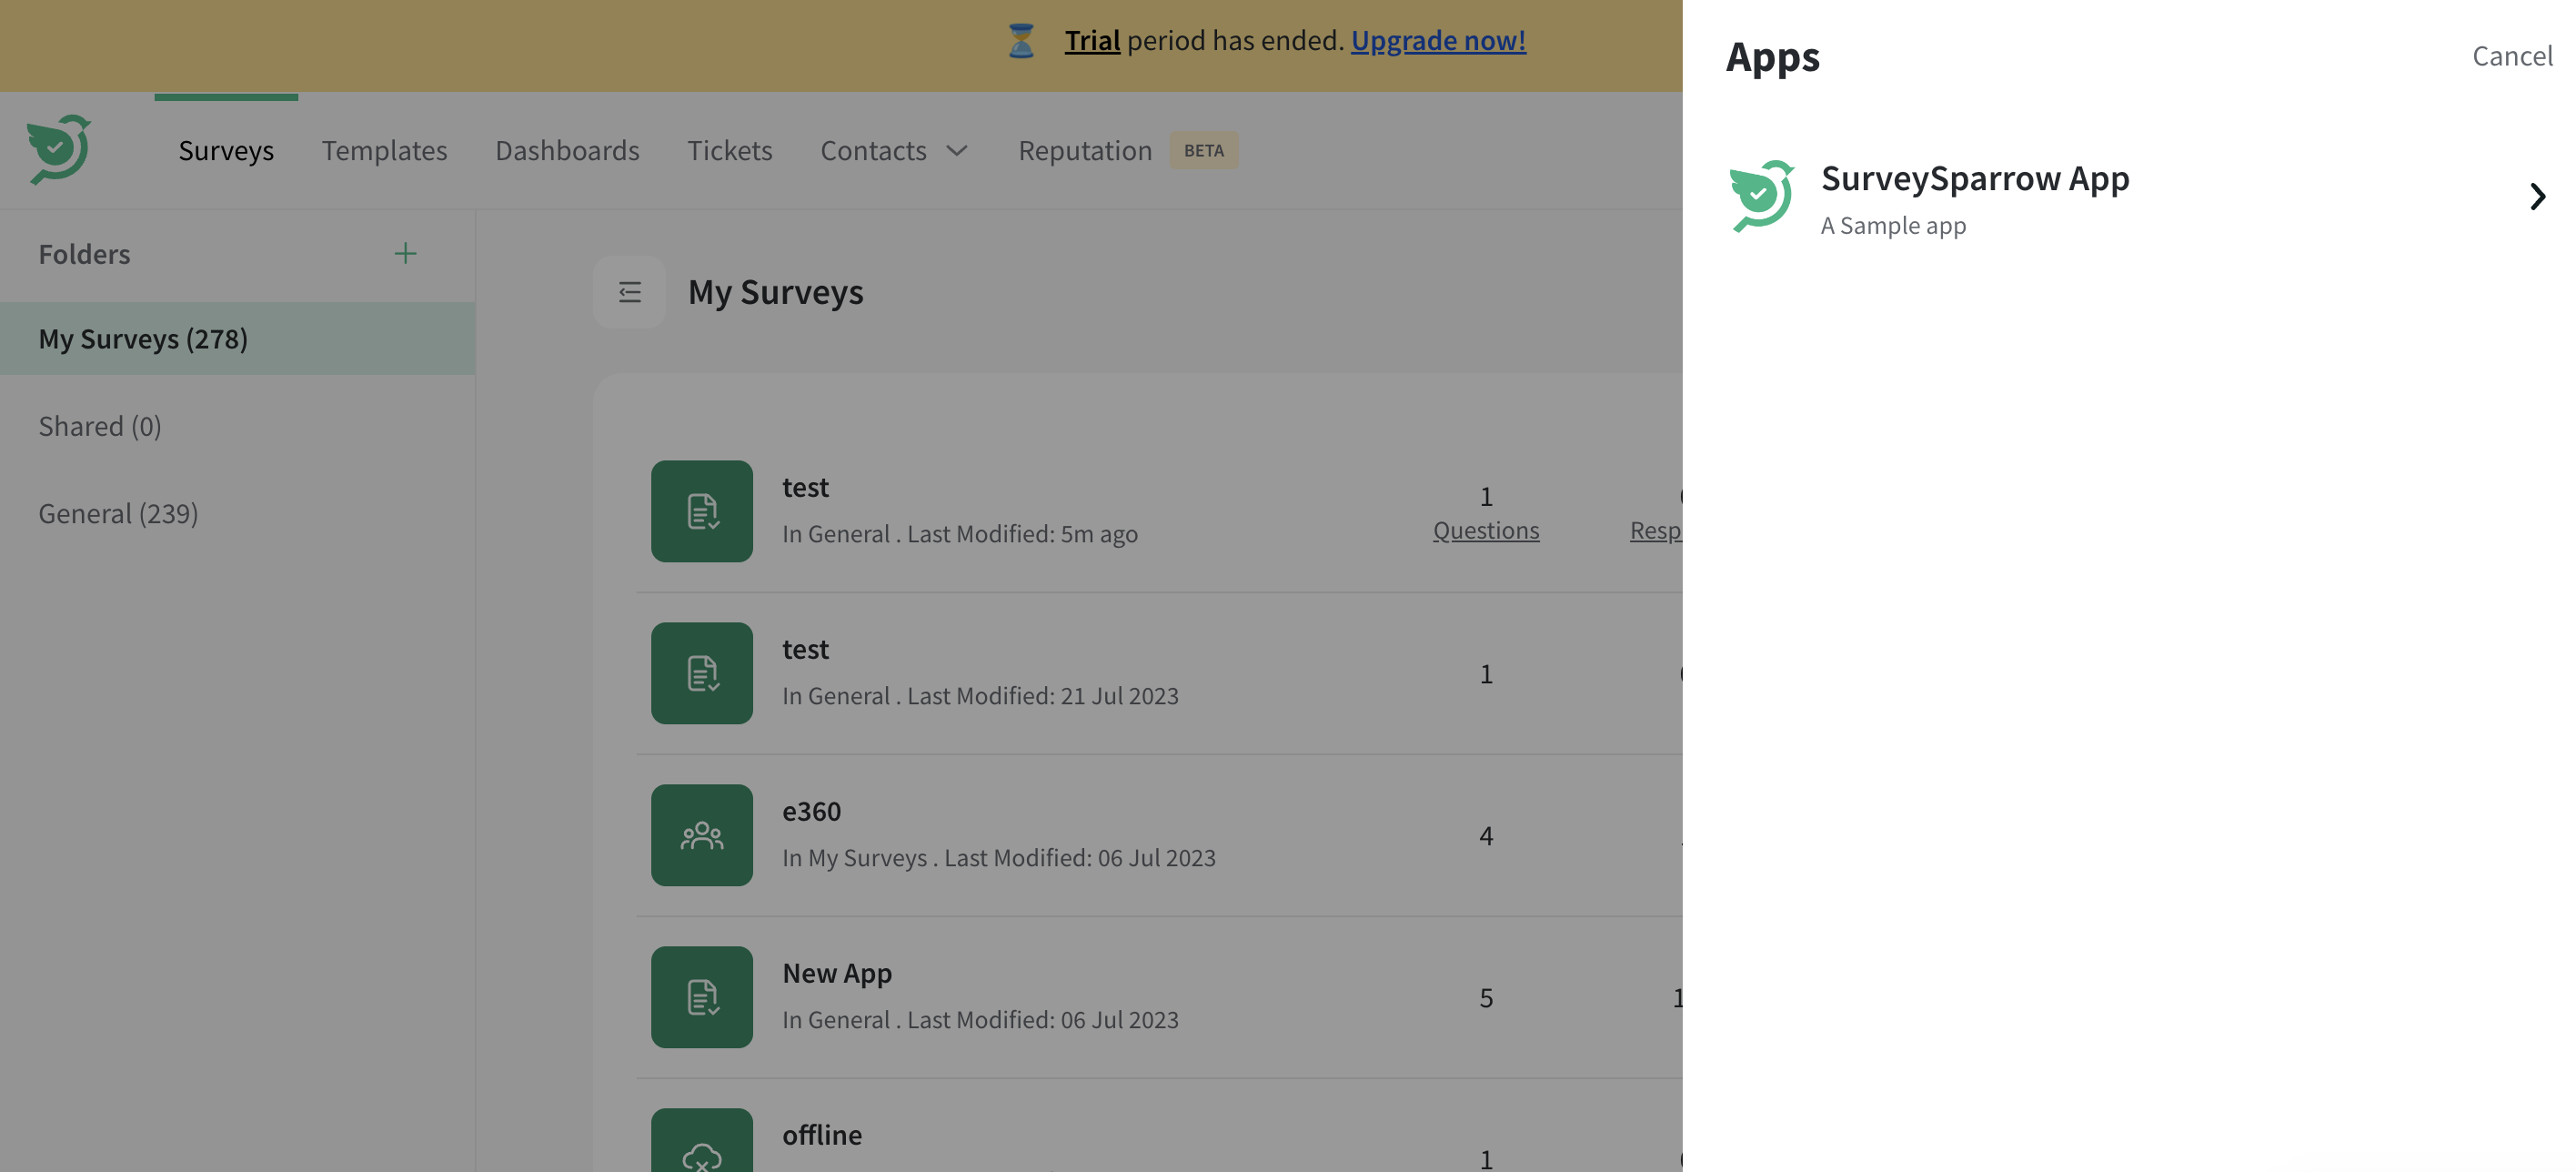 Trial period has ended. Upgrade now!
Surveys Templates Dashboards Tickets Contacts Reputation BETA
Folders
My Surveys (278)
Shared (0)
General (239)
My Surveys
test
In General . Last Modified: 5m ago
1
Questions
test
In General . Last Modified: 21 Jul 2023
1
e360
In My Surveys . Last Modified: 06 Jul 2023
4
New App
In General . Last Modified: 06 Jul 2023
5
offline
1
Apps
Cancel
SurveySparrow App
A Sample app